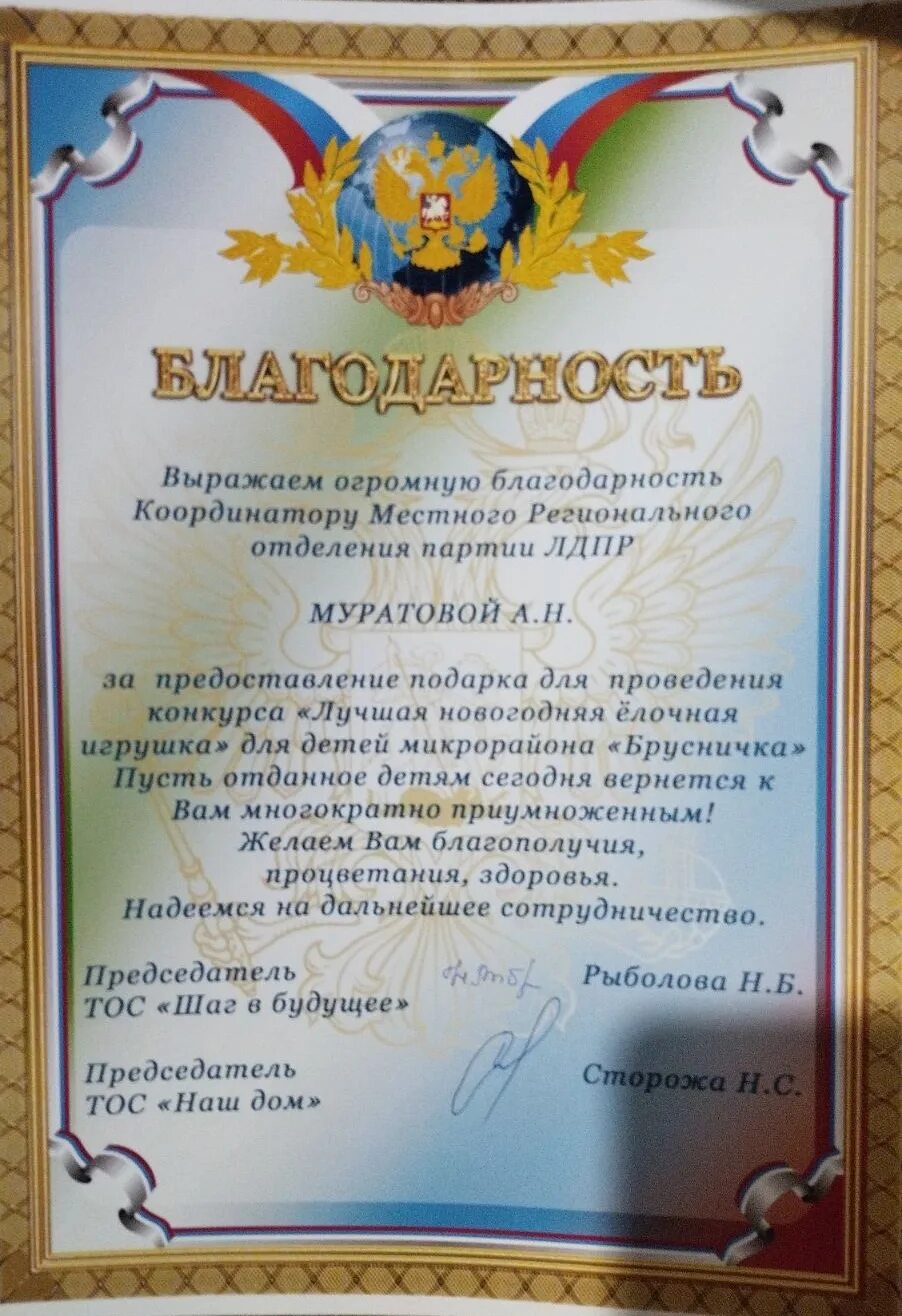 БЛАГОДАРНОСТЬ
Выражаем огромную благодарность
Координатору Местного Регионального
отделения партии ЛДПР
МУРАТОВОЙ А.Н.
за предоставление подарка для проведения
конкурса «Лучшая новогодняя ёлочная
игрушка» для детей микрорайона «Брусничка»
Пусть отданное детям сегодня вернется к
Вам многократно приумноженным!
Желаем Вам благополучия,
процветания, здоровья.
Надеемся на дальнейшее сотрудничество.
Председатель
ТОС «Шаг в будущее»
Рыболова Н.Б.
Председатель
ТОС «Наш дом»
Сторожа Н.С.